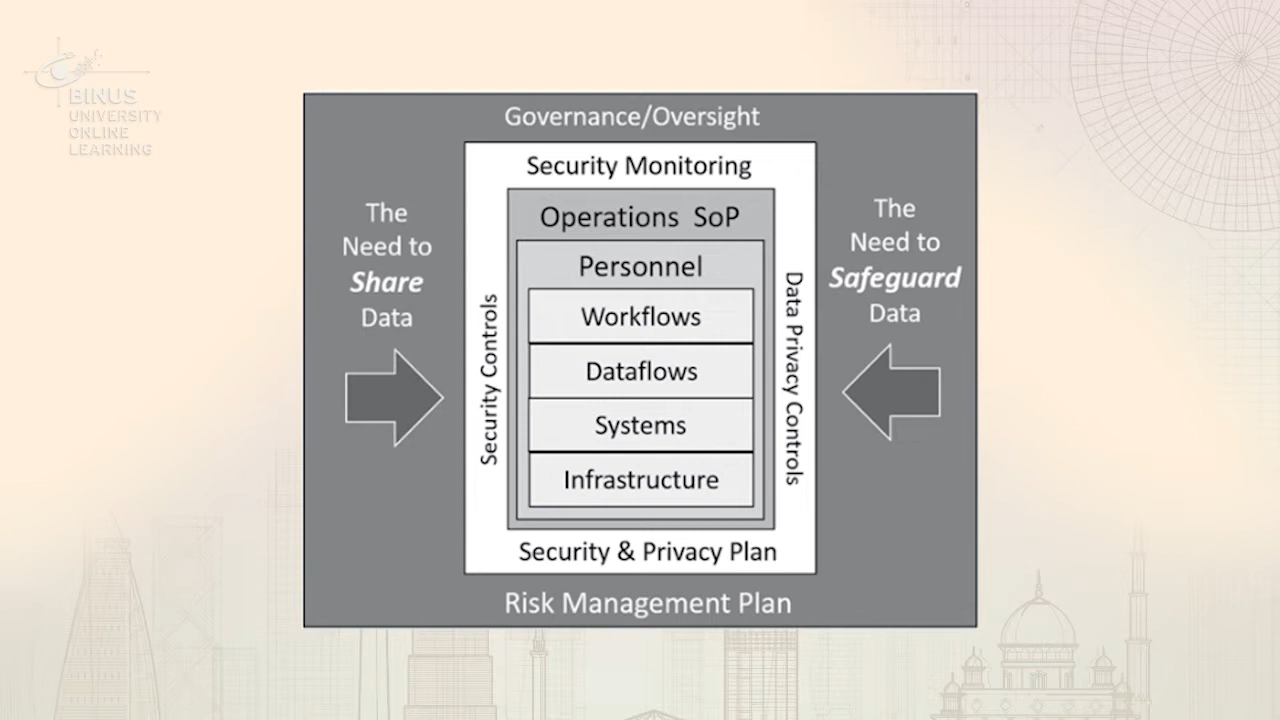 BINUS
UNIVERSITY
ONLINE
LEARNING
Governance/Oversight
The
Need to
Share
Data
Security Monitoring
Security Controls
Operations SoP
Personnel
Workflows
Dataflows
Systems
Infrastructure
Data Privacy Controls
Security & Privacy Plan
The
Need to
Safeguard
Data
Risk Management Plan